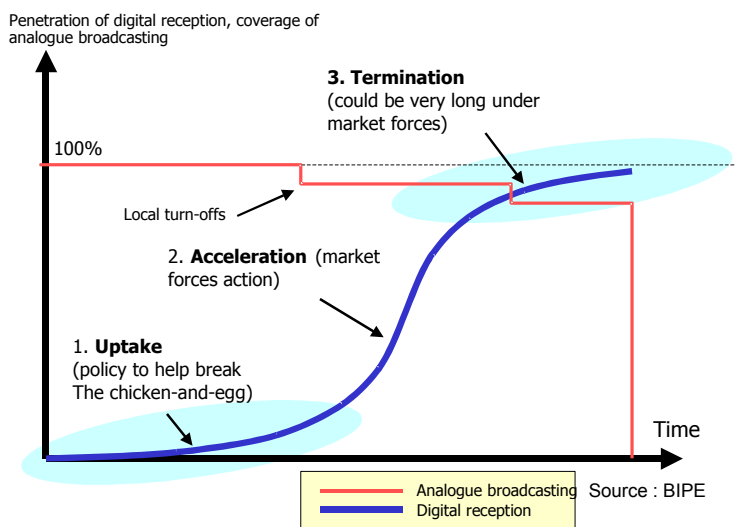 Penetration of digital reception, coverage of
analogue broadcasting
3. Termination
(could be very long under
market forces)
100%
Local turn-offs
2. Acceleration (market
forces action)
1. Uptake
(policy to help break
The chicken-and-egg)
Time
Analogue broadcasting
Digital reception
Source : BIPE